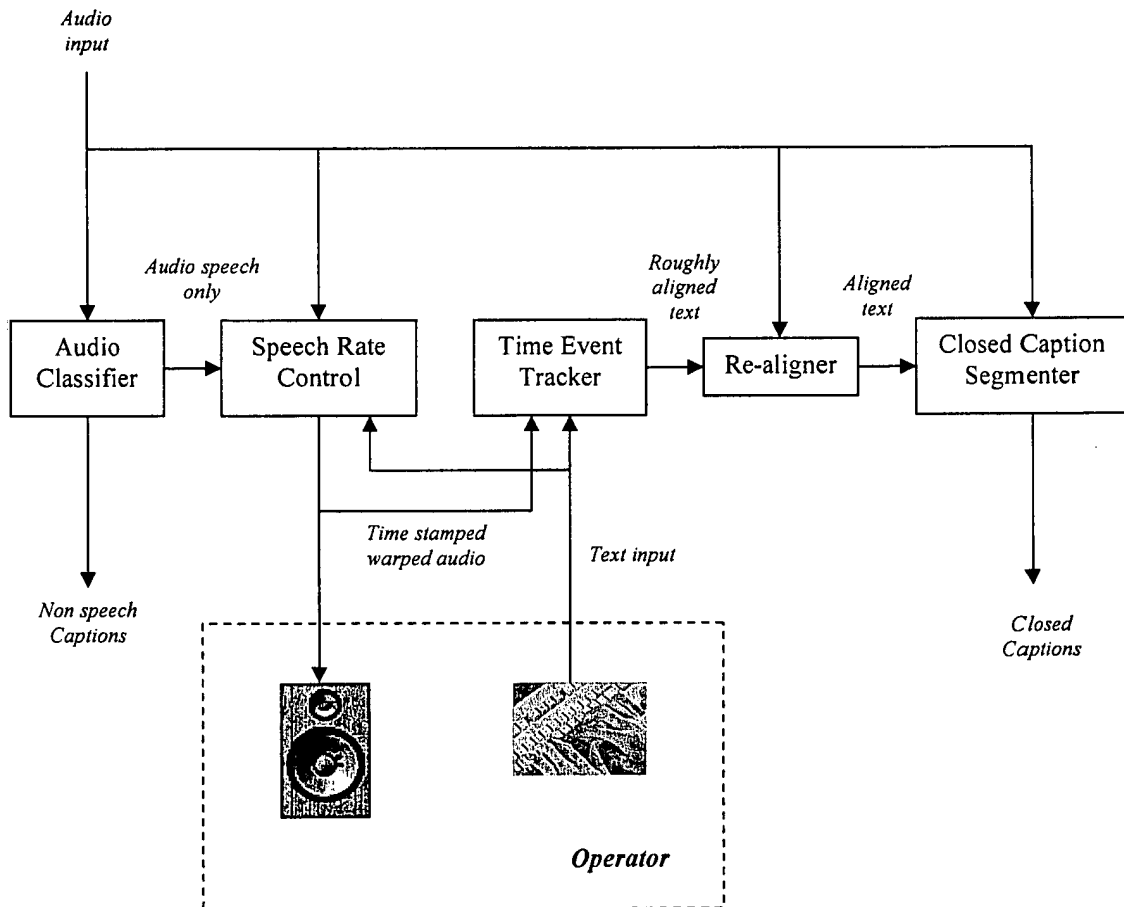 Audio
input
Audio speech
only
Roughly
aligned
text
Aligned
text
Audio
Classifier
Speech Rate
Control
Time Event
Tracker
Re-aligner
Closed Caption
Segmenter
Time stamped
warped audio
Text input
Non speech
Captions
Closed
Captions
Operator